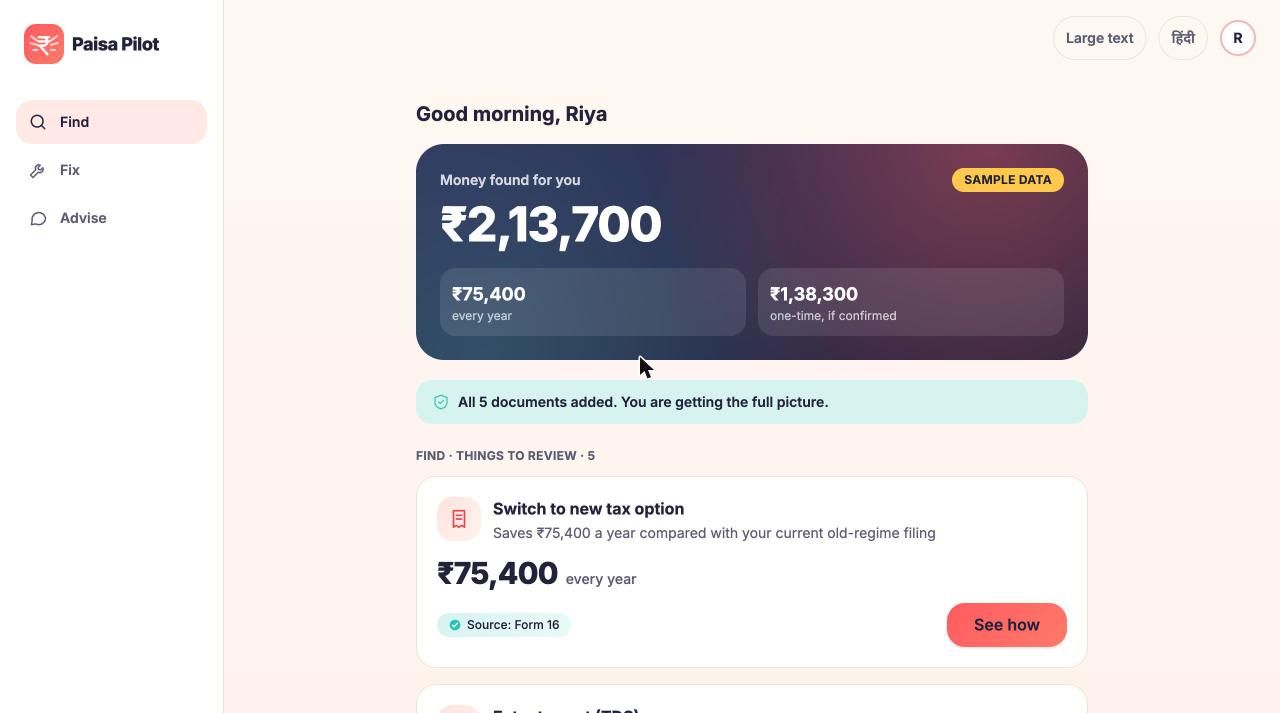 Paisa Pilot
Find
Fix
Advise
Large text
हिंदी
R
Good morning, Riya
Money found for you
SAMPLE DATA
₹2,13,700
₹75,400
every year
₹1,38,300
one-time, if confirmed
All 5 documents added. You are getting the full picture.
FIND · THINGS TO REVIEW · 5
Switch to new tax option
Saves ₹75,400 a year compared with your current old-regime filing
₹75,400 every year
Source: Form 16
See how